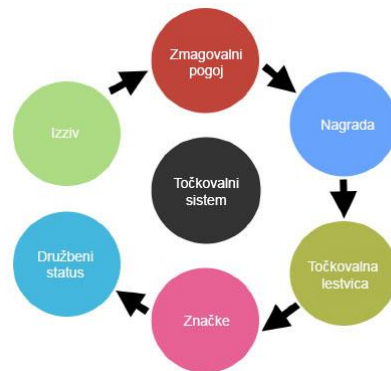 Zmagovalni
pogoj
Izziv
Nagrada
Točkovalni
sistem
Družbeni
status
Točkovalna
lestvica
Značke